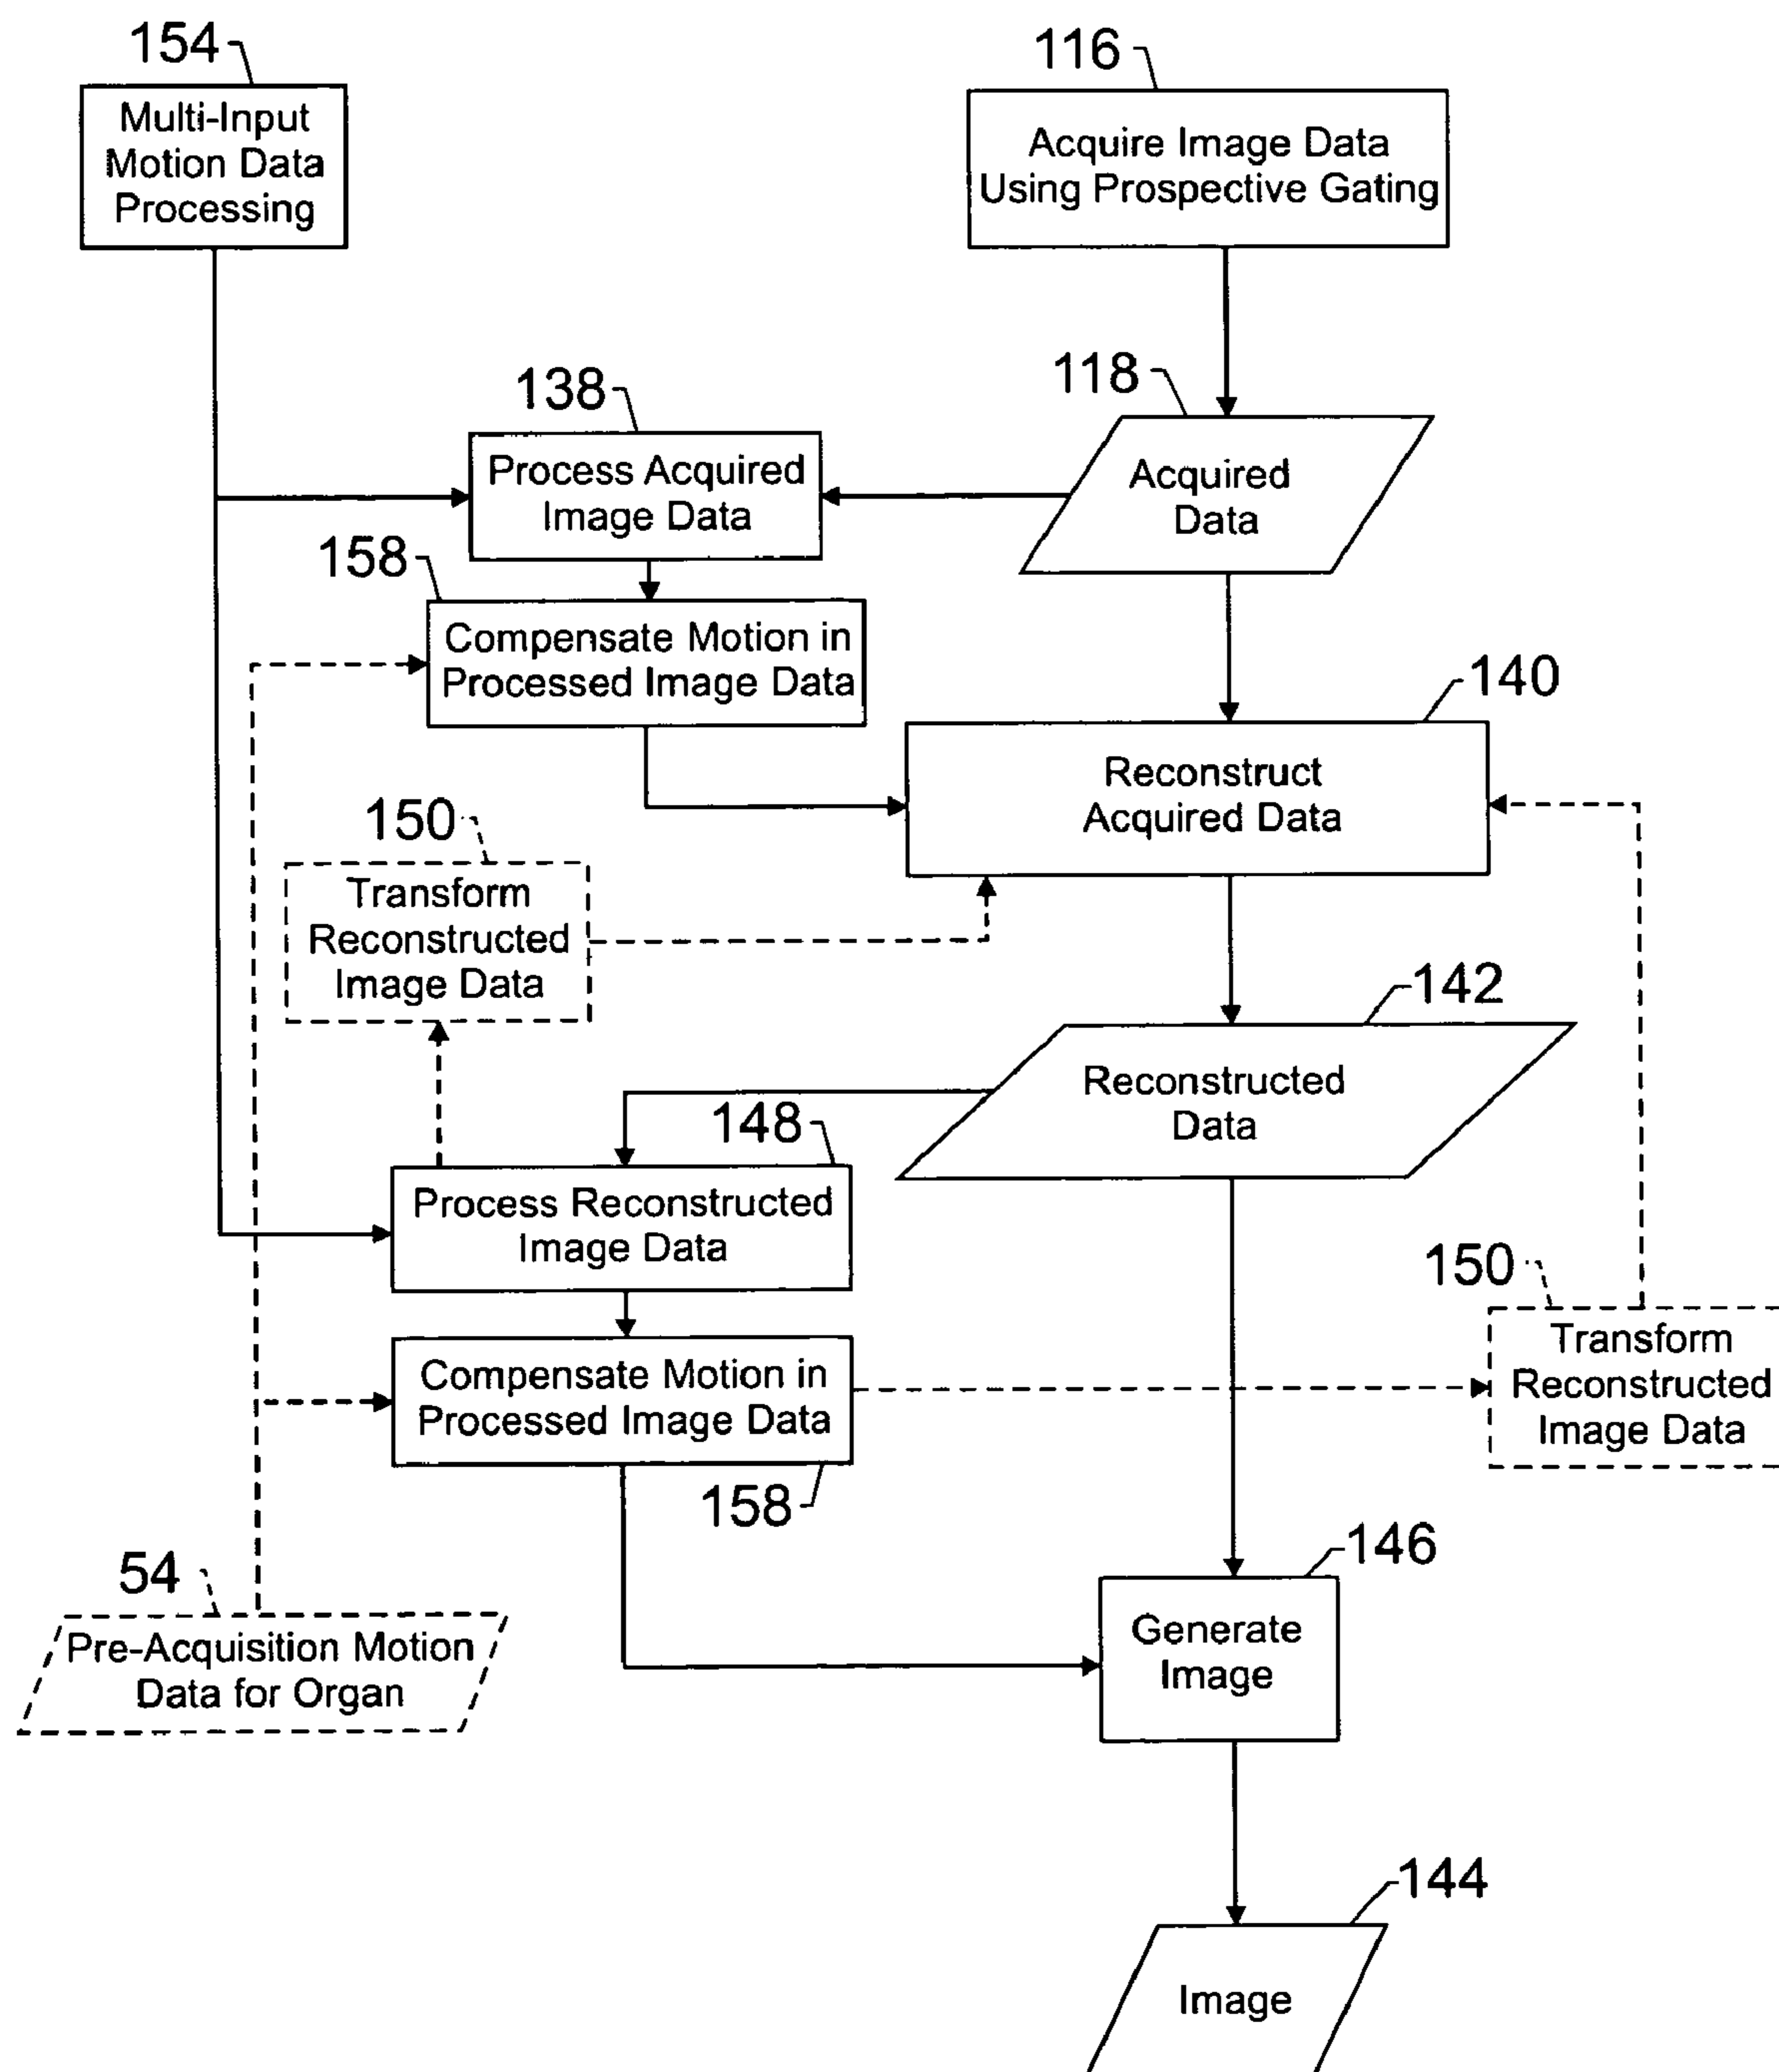 154
Multi-Input
Motion Data
Processing
116
Acquire Image Data
Using Prospective Gating
118
Acquired
Data
138
Process Acquired
Image Data
158
Compensate Motion in
Processed Image Data
140
Reconstruct
Acquired Data
150
Transform
Reconstructed
Image Data
142
Reconstructed
Data
148
Process Reconstructed
Image Data
150
Transform
Reconstructed
Image Data
Compensate Motion in
Processed Image Data
158
54
Pre-Acquisition Motion
Data for Organ
146
Generate
Image
144
Image